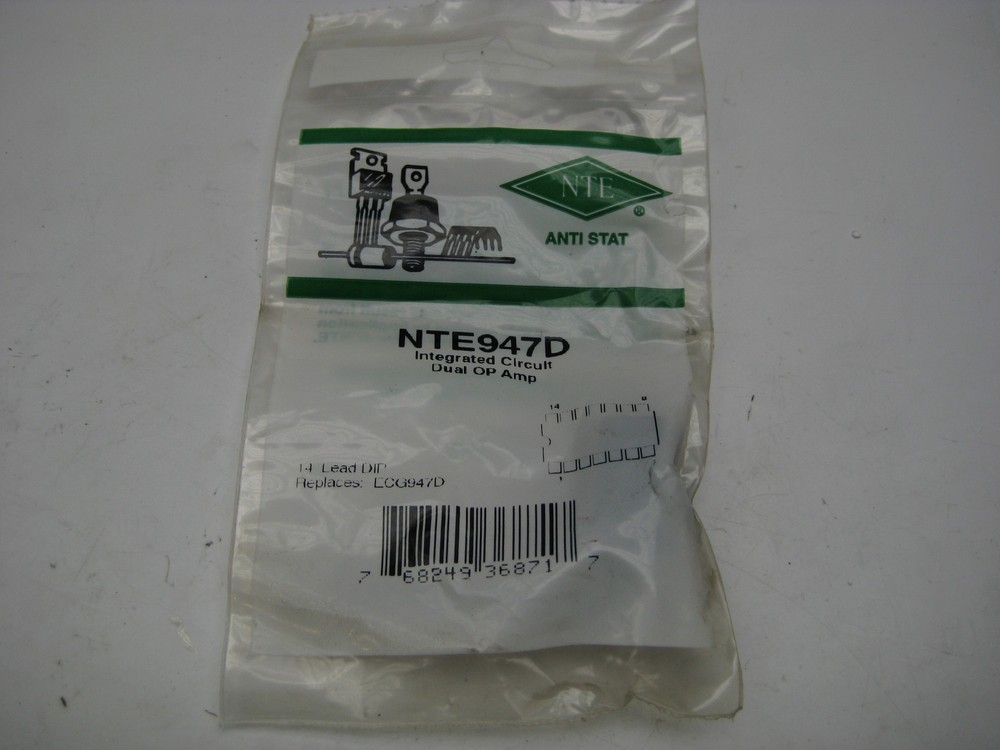 NTE
®
ANTI STAT
NTE947D
Integrated Circuit
Dual OP Amp
14 8
14 Lead DIP
Replaces: ECG947D
7 68249 36871 7